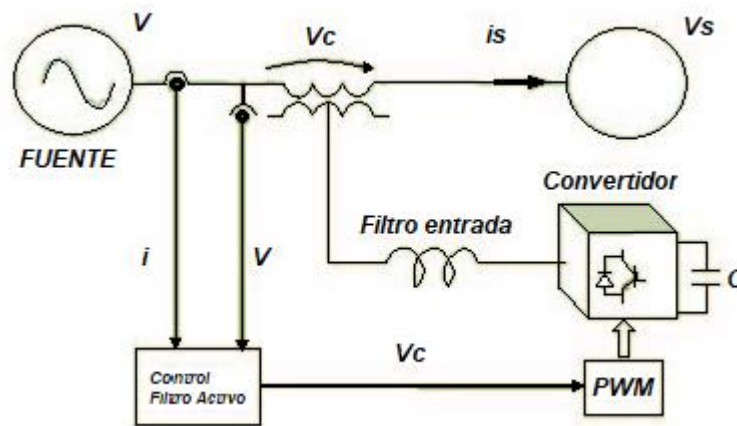 V
Vc
is
Vs
FUENTE
Convertidor
Filtro entrada
i
V
C
Vc
Control
Filtro Activo
PWM